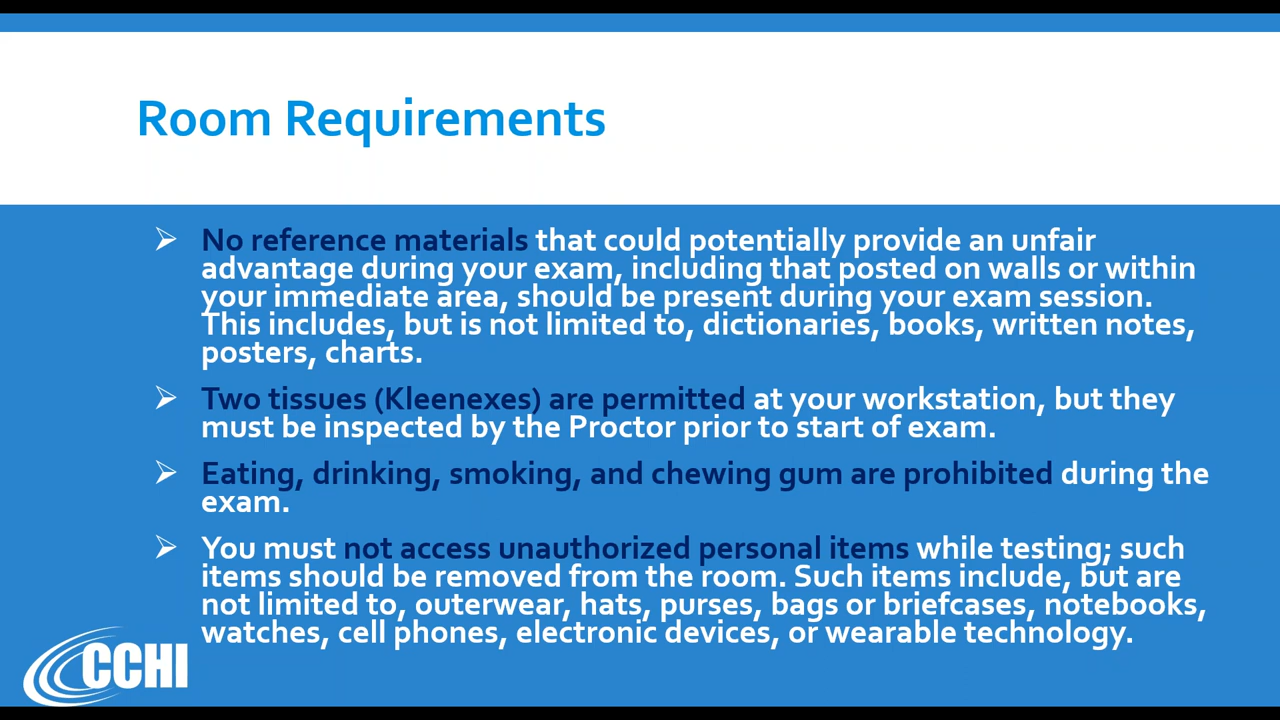 Room Requirements
No reference materials that could potentially provide an unfair
advantage during your exam, including that posted on walls or within
your immediate area, should be present during your exam session.
This includes, but is not limited to, dictionaries, books, written notes,
posters, charts.
Two tissues (Kleenexes) are permitted at your workstation, but they
must be inspected by the Proctor prior to start of exam.
Eating, drinking, smoking, and chewing gum are prohibited during the
exam.
You must not access unauthorized personal items while testing; such
items should be removed from the room. Such items include, but are
not limited to, outerwear, hats, purses, bags or briefcases, notebooks,
watches, cell phones, electronic devices, or wearable technology.
CCHI